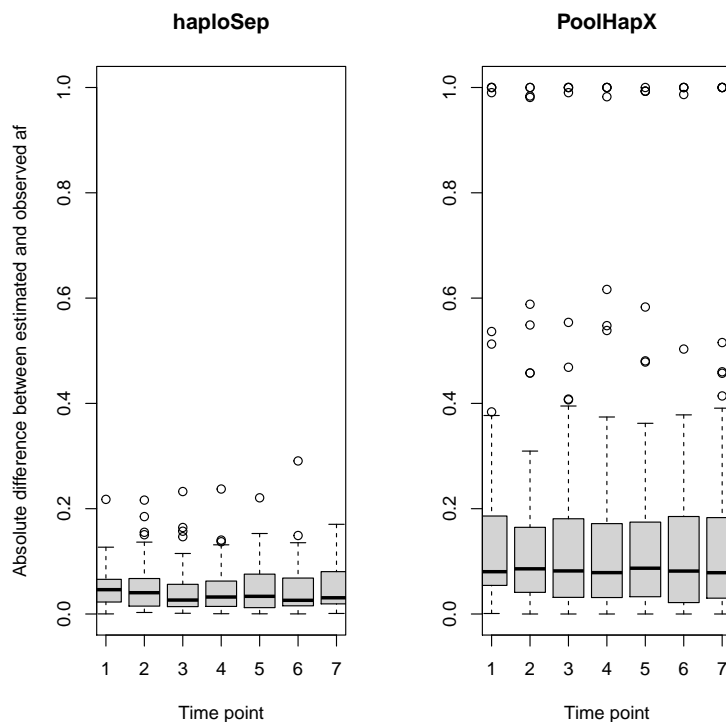 haploSep
Absolute difference between estimated and observed af
1.0
0.8
0.6
0.4
0.2
0.0
1 2 3 4 5 6 7
Time point
PoolHapX
1.0
0.8
0.6
0.4
0.2
0.0
1 2 3 4 5 6 7
Time point